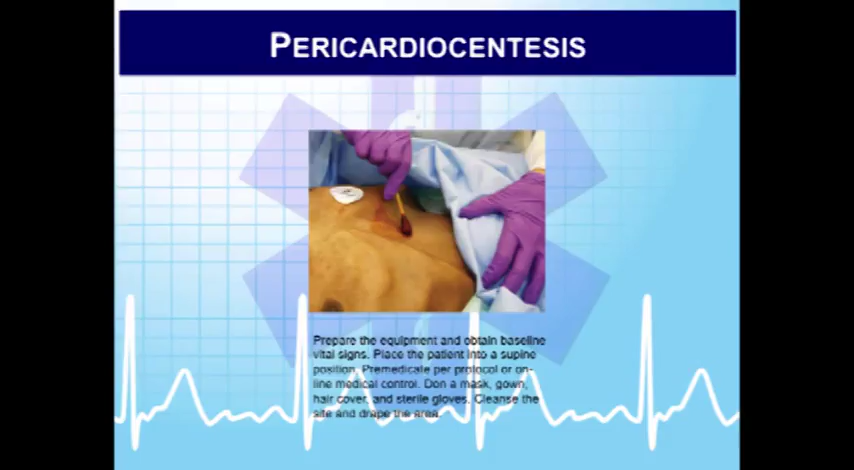 PERICARDIOCENTESIS
Prepare the equipment and obtain baseline
vital signs. Place the patient into a supine
position. Premedicate per protocol or on-
line medical control. Don a mask, gown,
hair cover, and sterile gloves. Cleanse the
site and drape the area.